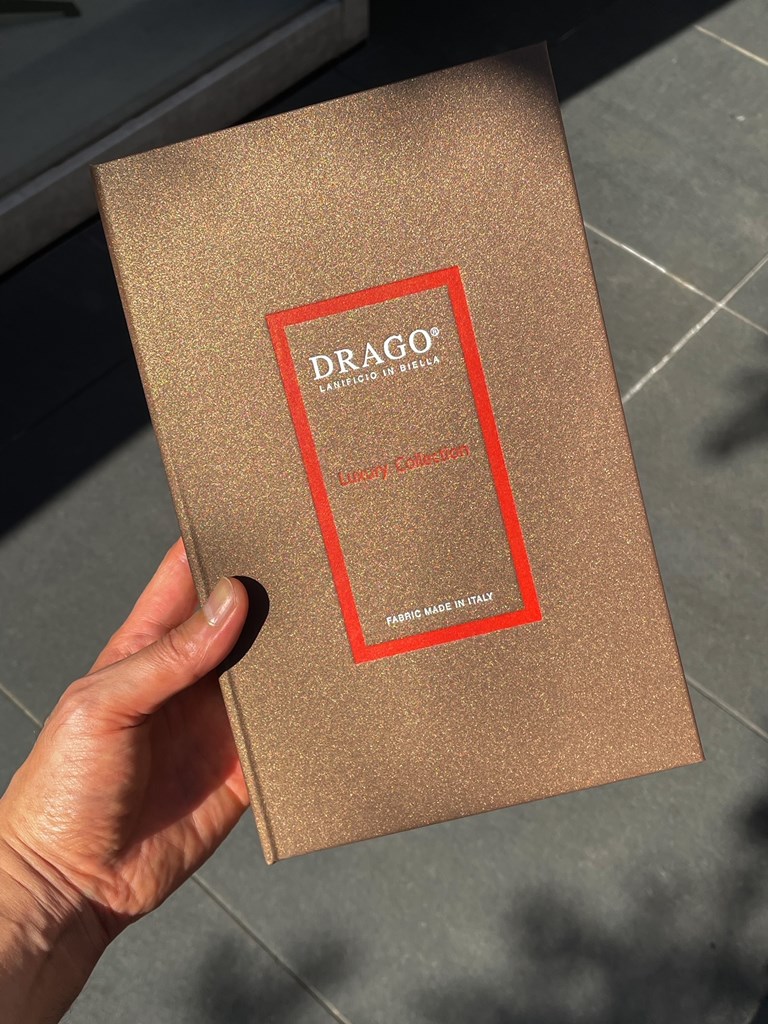 DRAGO®
LANIFICIO IN BIELLA
Luxury Collection
FABRIC MADE IN ITALY